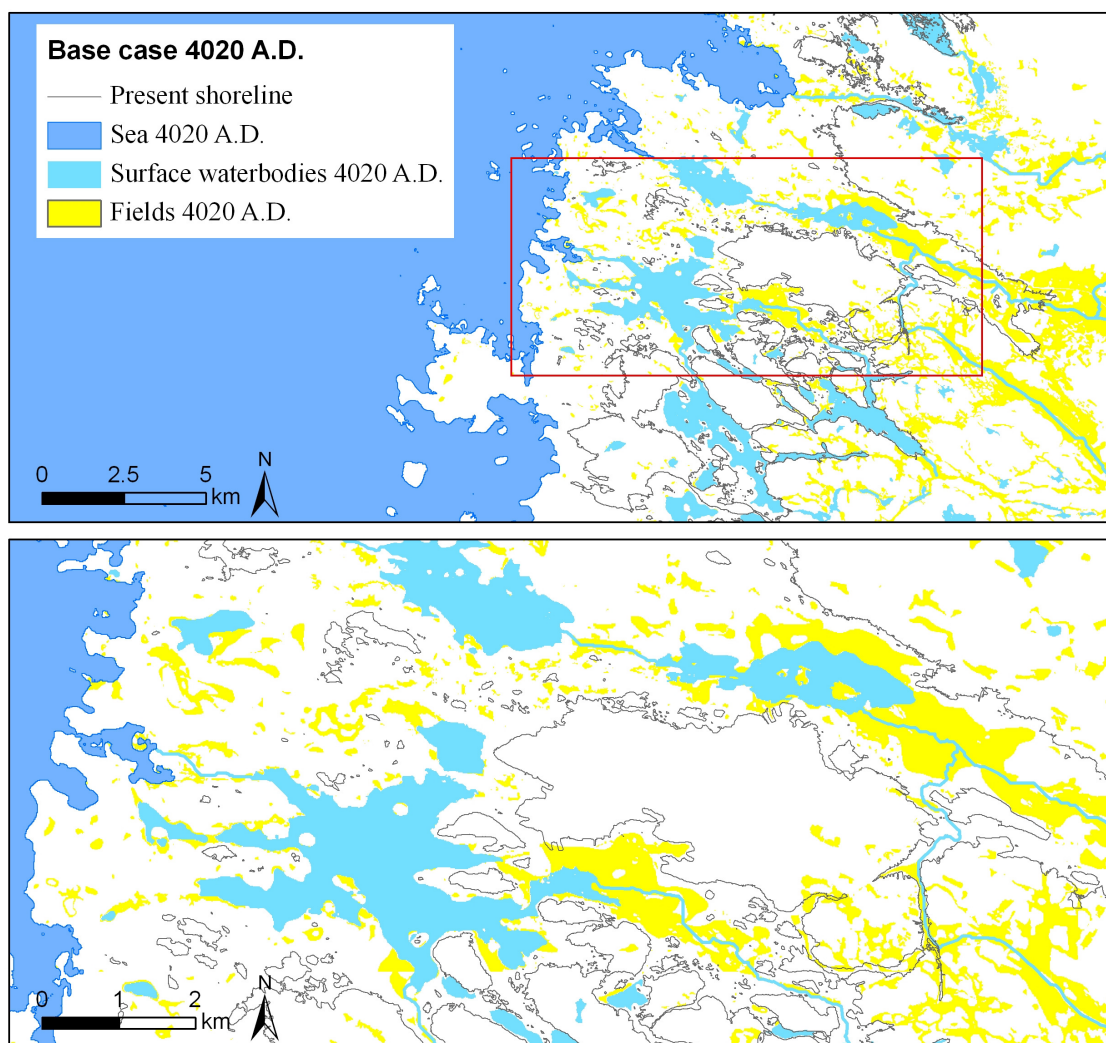 Base case 4020 A.D.
Present shoreline
Sea 4020 A.D.
Surface waterbodies 4020 A.D.
Fields 4020 A.D.
0 2.5 5
km
N
0 1 2
km
N